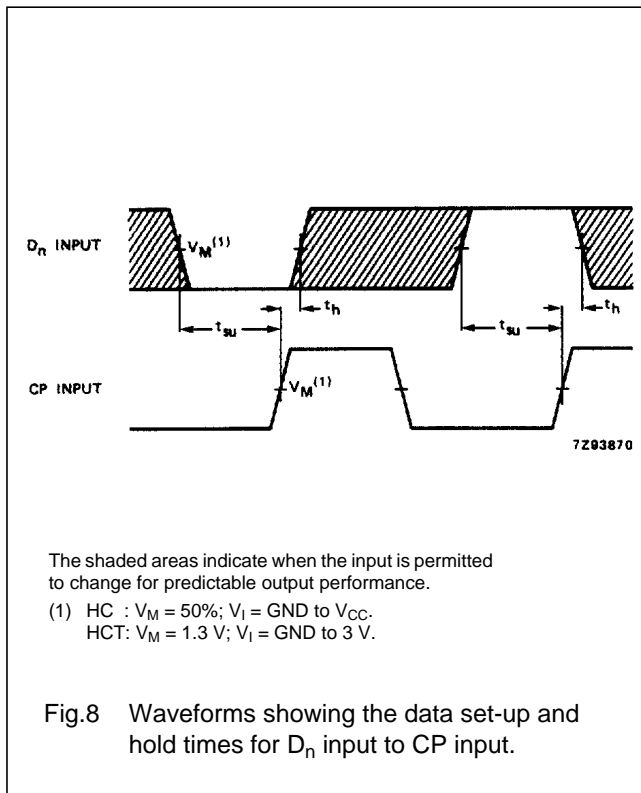 Dn INPUT
VM(1)
th
tsu
tsu
th
CP INPUT
VM(1)
7Z93870
The shaded areas indicate when the input is permitted
to change for predictable output performance.
(1) HC : VM = 50%; VI = GND to VCC.
HCT: VM = 1.3 V; VI = GND to 3 V.
Fig.8 Waveforms showing the data set-up and
hold times for Dn input to CP input.